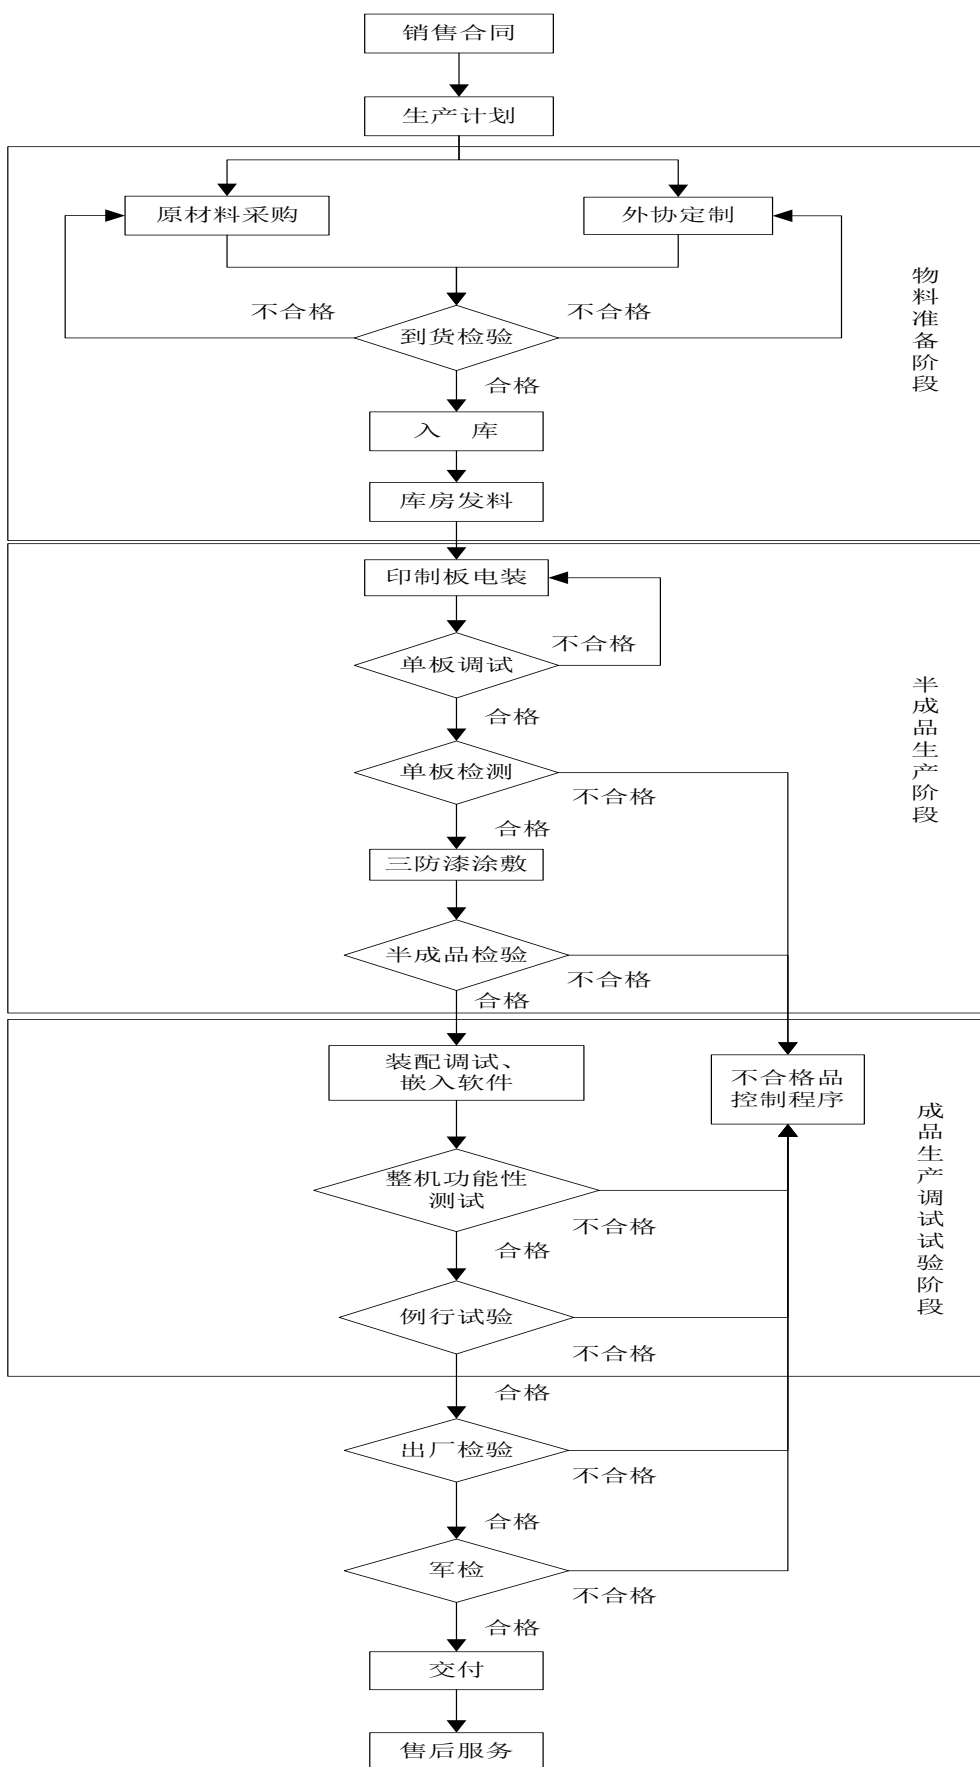 销售合同
生产计划
原材料采购
外协定制
不合格
不合格
到货检验
合格
入 库
库房发料
物料准备阶段
印制板电装
不合格
单板调试
合格
单板检测
不合格
合格
三防漆涂敷
半成品检验
不合格
合格
半成品生产阶段
装配调试、
嵌入软件
不合格品
控制程序
整机功能性
测试
不合格
合格
例行试验
不合格
成品生产调试试验阶段
合格
出厂检验
不合格
合格
军检
不合格
合格
交付
售后服务